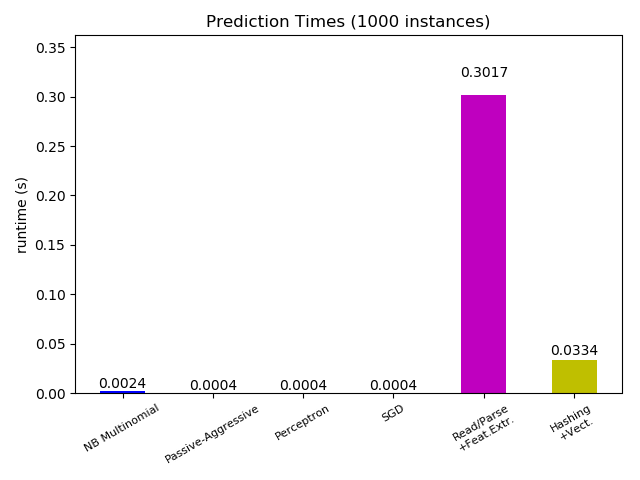 Prediction Times (1000 instances)
runtime (s)
0.35
0.30
0.25
0.20
0.15
0.10
0.05
0.00
0.0024
0.0004
0.0004
0.0004
0.3017
0.0334
NB Multinomial
Passive-Aggressive
Perceptron
SGD
Read/Parse
+Feat.Extr.
Hashing
+Vect.